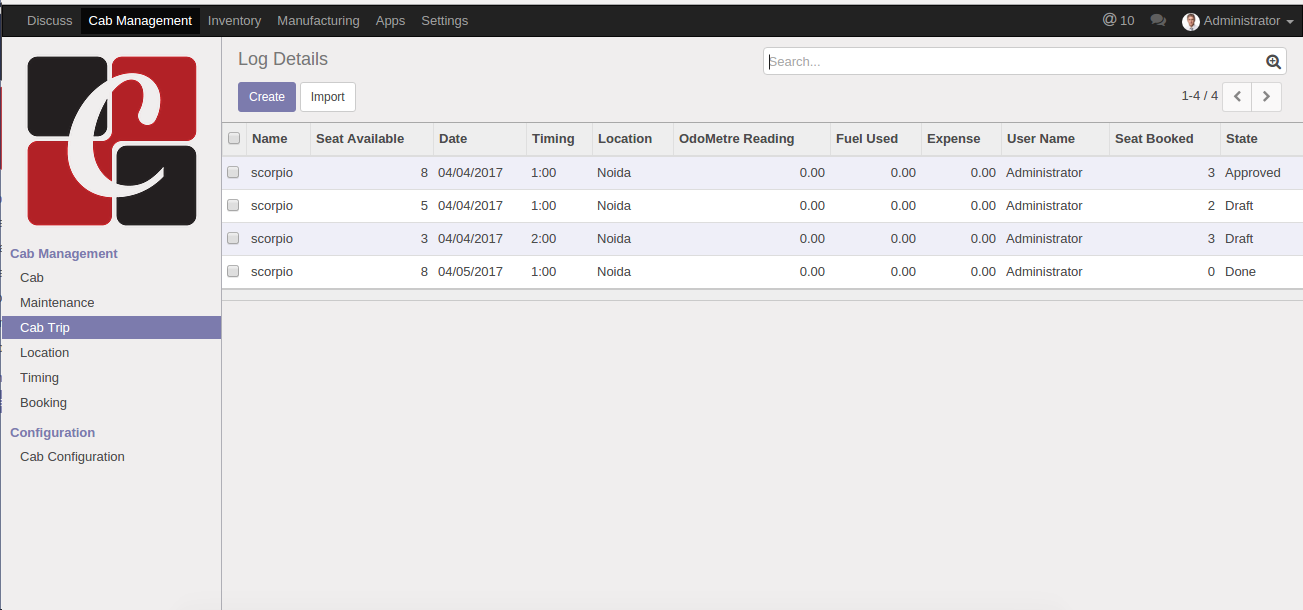 Discuss Cab Management Inventory Manufacturing Apps Settings @ 10 Administrator
C
Log Details
Search...
Create Import
1-4 / 4
Name Seat Available Date Timing Location OdoMetre Reading Fuel Used Expense User Name Seat Booked State
scorpio 8 04/04/2017 1:00 Noida 0.00 0.00 0.00 Administrator 3 Approved
scorpio 5 04/04/2017 1:00 Noida 0.00 0.00 0.00 Administrator 2 Draft
scorpio 3 04/04/2017 2:00 Noida 0.00 0.00 0.00 Administrator 3 Draft
scorpio 8 04/05/2017 1:00 Noida 0.00 0.00 0.00 Administrator 0 Done
Cab Management
Cab
Maintenance
Cab Trip
Location
Timing
Booking
Configuration
Cab Configuration